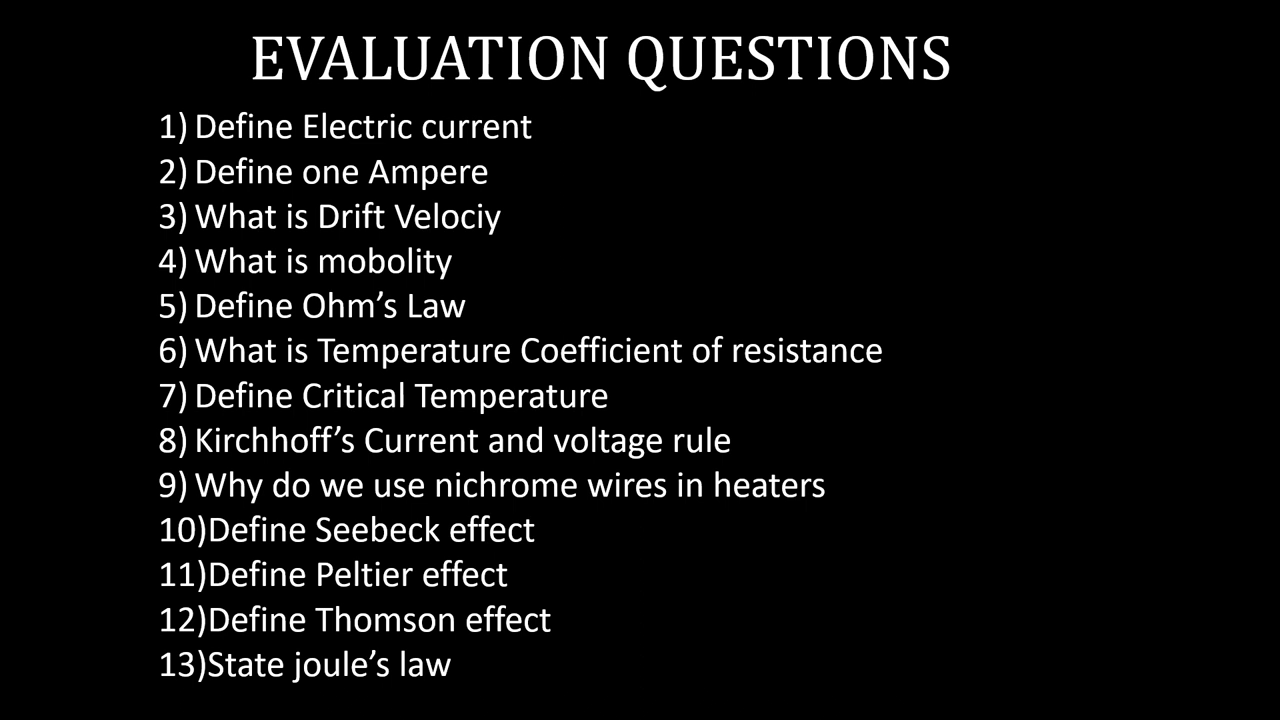 EVALUATION QUESTIONS
1) Define Electric current
2) Define one Ampere
3) What is Drift Velociy
4) What is mobolity
5) Define Ohm’s Law
6) What is Temperature Coefficient of resistance
7) Define Critical Temperature
8) Kirchhoff’s Current and voltage rule
9) Why do we use nichrome wires in heaters
10)Define Seebeck effect
11)Define Peltier effect
12)Define Thomson effect
13)State joule’s law